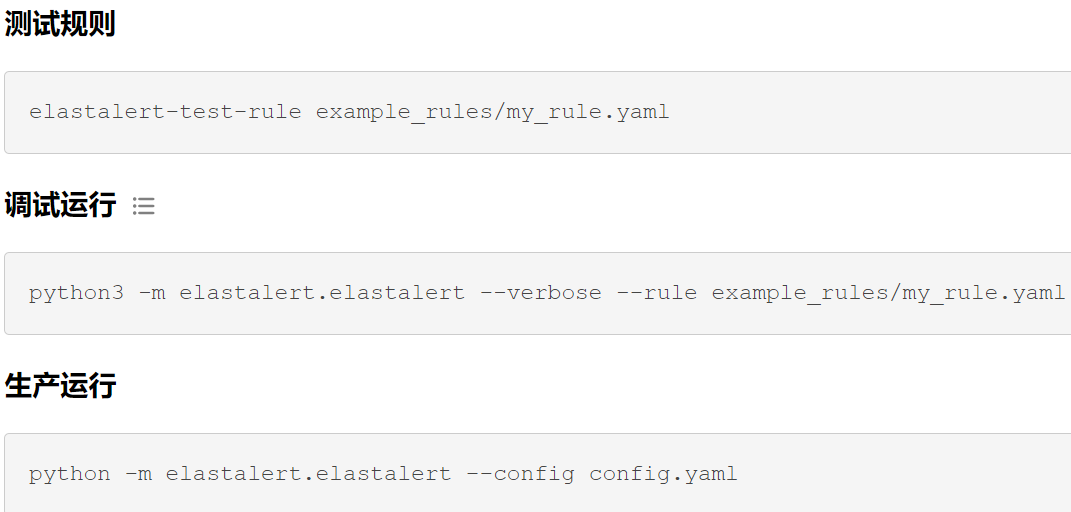 测试规则
elastalert-test-rule example_rules/my_rule.yaml
调试运行
python3 -m elastalert.elastalert --verbose --rule example_rules/my_rule.yaml
生产运行
python -m elastalert.elastalert --config config.yaml